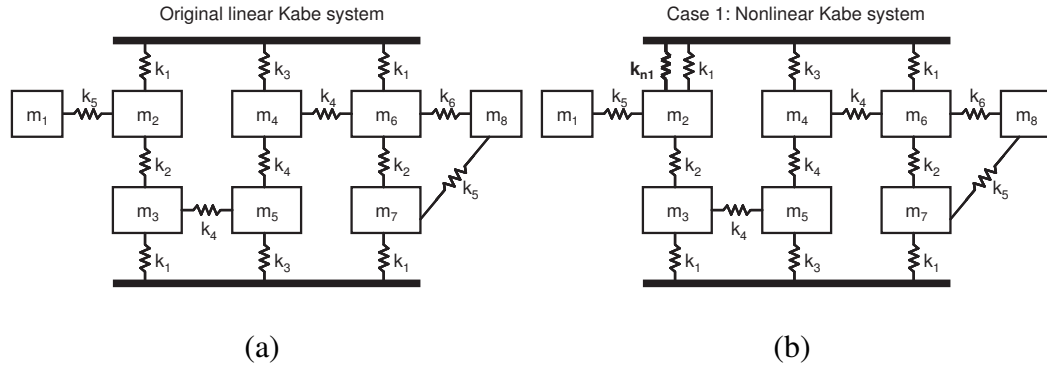 Original linear Kabe system
k₁ k₃ k₁
m₁ k₅ m₂ m₄ k₄ m₆ k₆ m₈
k₂ k₄ k₂ k₅
m₃ k₄ m₅ m₇
k₁ k₃ k₁
(a)
Case 1: Nonlinear Kabe system
kₙ₁ k₁ k₃ k₁
m₁ k₅ m₂ m₄ k₄ m₆ k₆ m₈
k₂ k₄ k₂ k₅
m₃ k₄ m₅ m₇
k₁ k₃ k₁
(b)